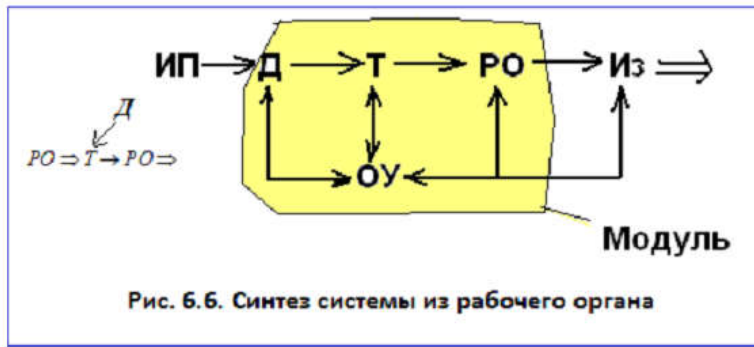 ИП → Д → Т → РО → Из ⇒
Д
РО ⇒ Т → РО ⇒
ОУ
Модуль
Рис. 6.6. Синтез системы из рабочего органа